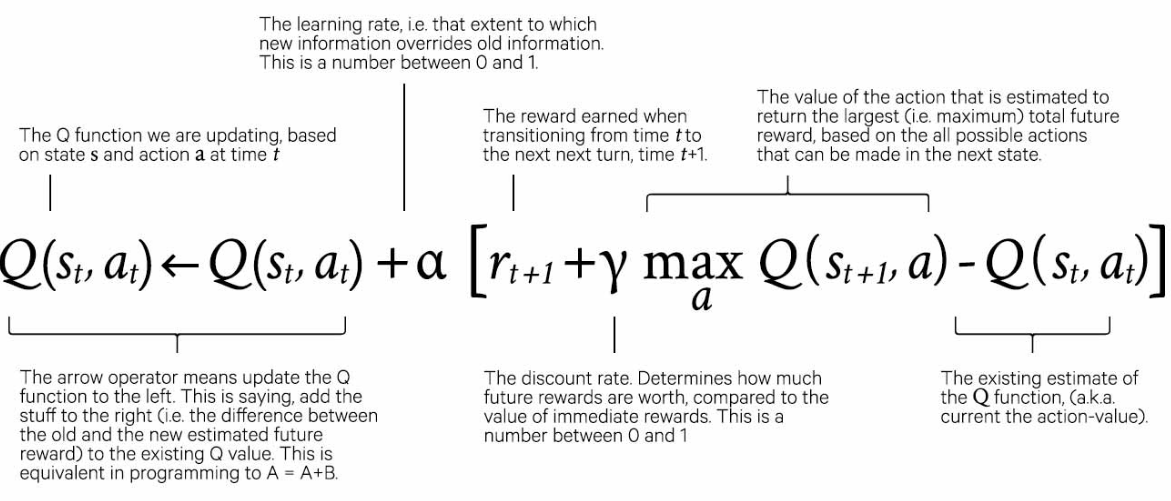 The learning rate, i.e. that extent to which
new information overrides old information.
This is a number between 0 and 1.
The value of the action that is estimated to
return the largest (i.e. maximum) total future
reward, based on the all possible actions
that can be made in the next state.
The reward earned when
transitioning from time t to
the next next turn, time t+1.
The Q function we are updating, based
on state s and action a at time t
Q(sₜ, aₜ) ← Q(sₜ, aₜ) + α [rₜ₊₁ + γ max Q(sₜ₊₁, a) - Q(sₜ, aₜ)]
a
The arrow operator means update the Q
function to the left. This is saying, add the
stuff to the right (i.e. the difference between
the old and the new estimated future
reward) to the existing Q value. This is
equivalent in programming to A = A+B.
The discount rate. Determines how much
future rewards are worth, compared to the
value of immediate rewards. This is a
number between 0 and 1
The existing estimate of
the Q function, (a.k.a.
current the action-value).